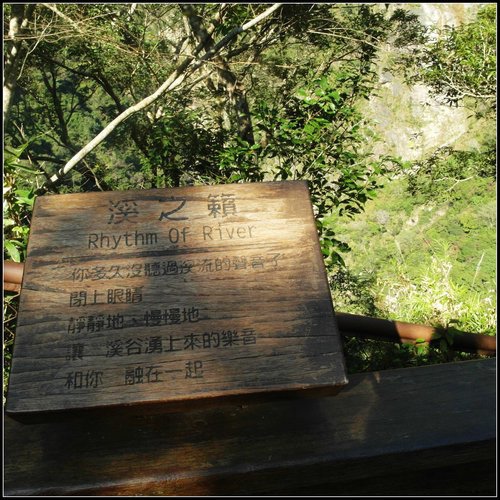 溪之籟
Rhythm Of River
你多久沒聽過溪流的聲音了
閉上眼睛
靜靜地、慢慢地
讓 溪谷湧上來的樂音
和你 融在一起